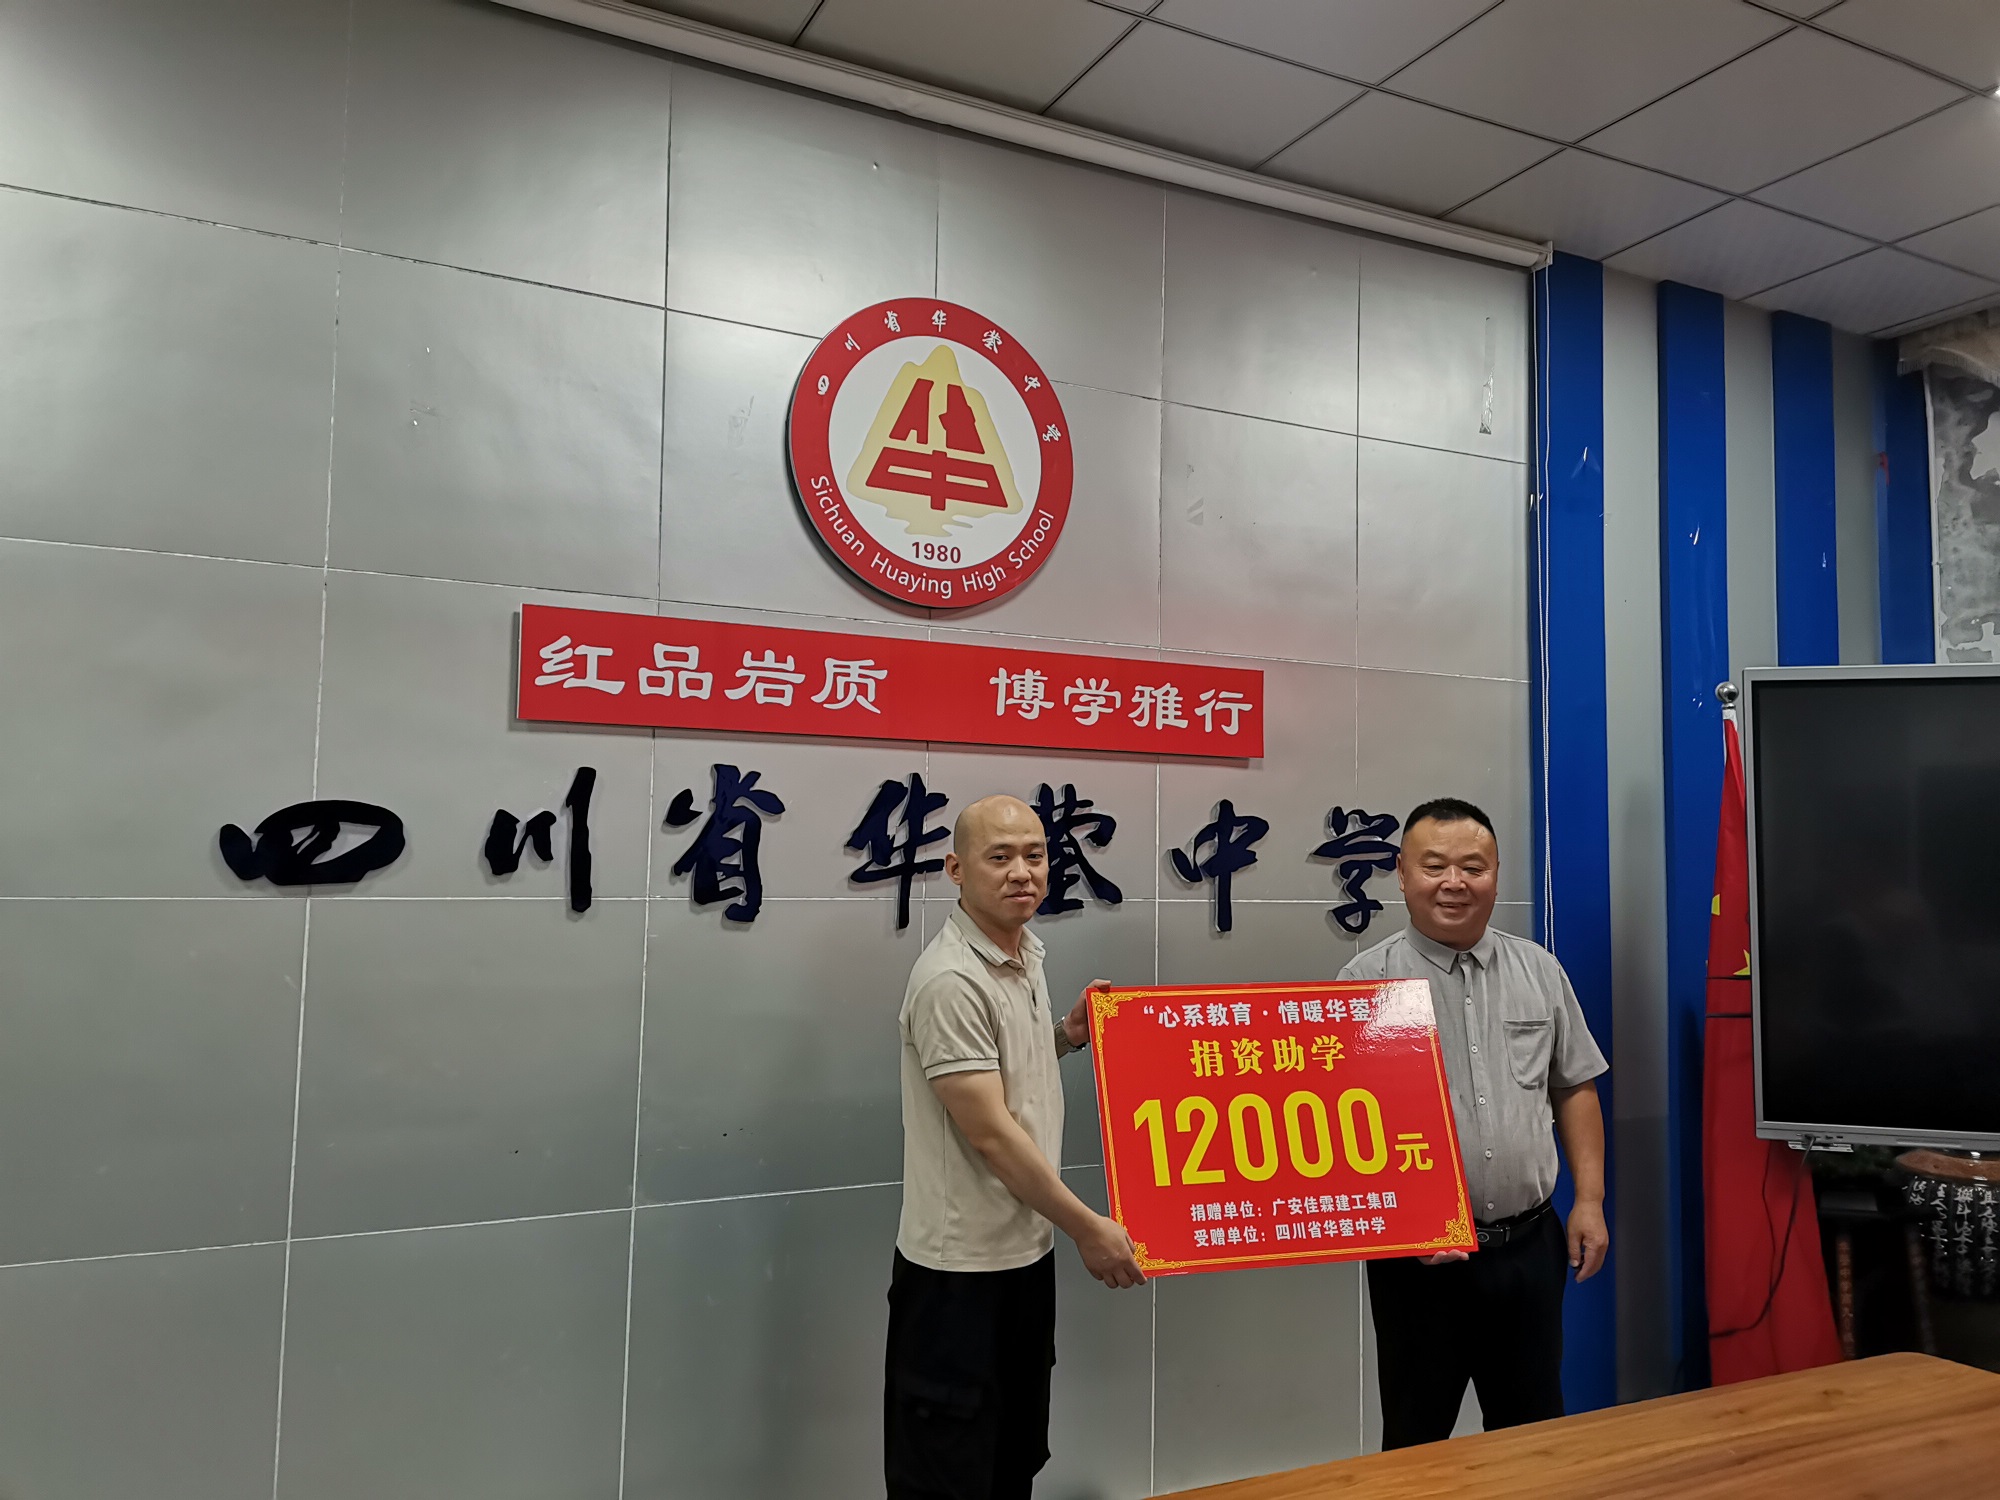 四川省华蓥中学
Sichuan Huaying High School
1980
红品岩质 博学雅行
四川省华蓥中学
“心系教育·情暖华蓥”
捐资助学
12000元
捐赠单位：广安佳霖建工集团
受赠单位：四川省华蓥中学